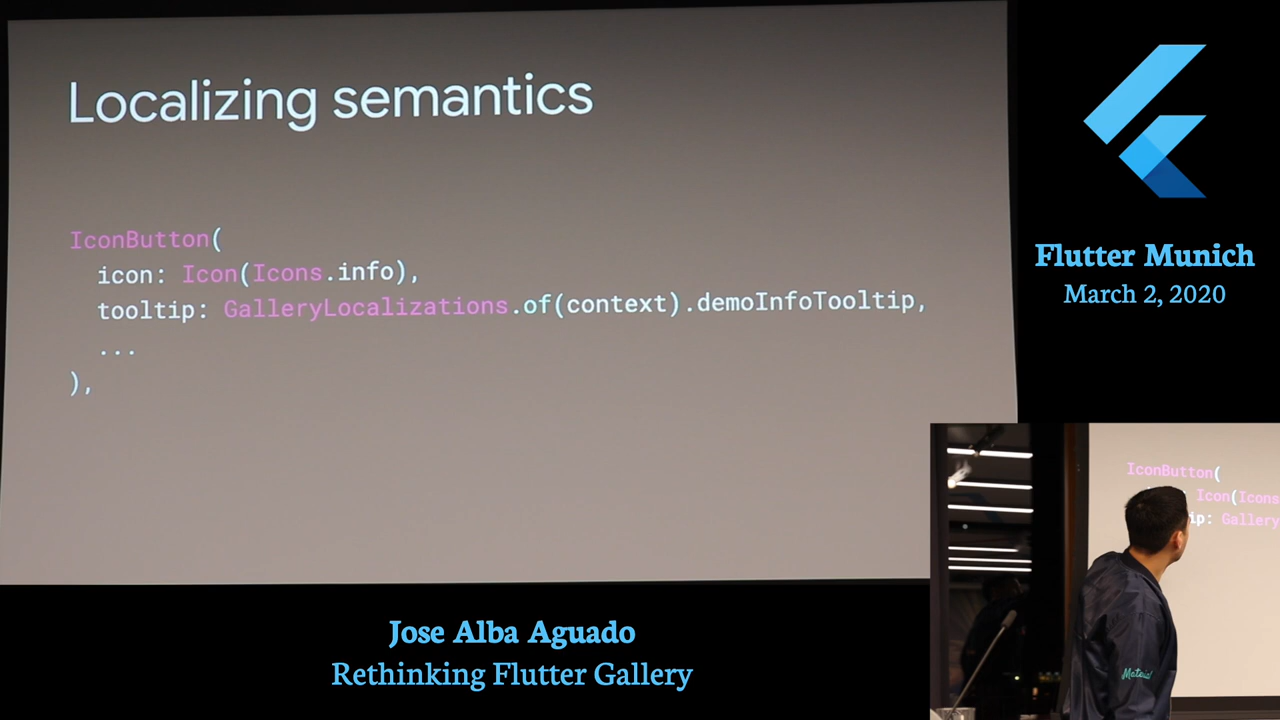 Localizing semantics
IconButton(
icon: Icon(Icons.info),
tooltip: GalleryLocalizations.of(context).demoInfoTooltip,
...
),
Flutter Munich
March 2, 2020
IconButton(
Icon(Icons
ip: Gallery
Material
Jose Alba Aguado
Rethinking Flutter Gallery